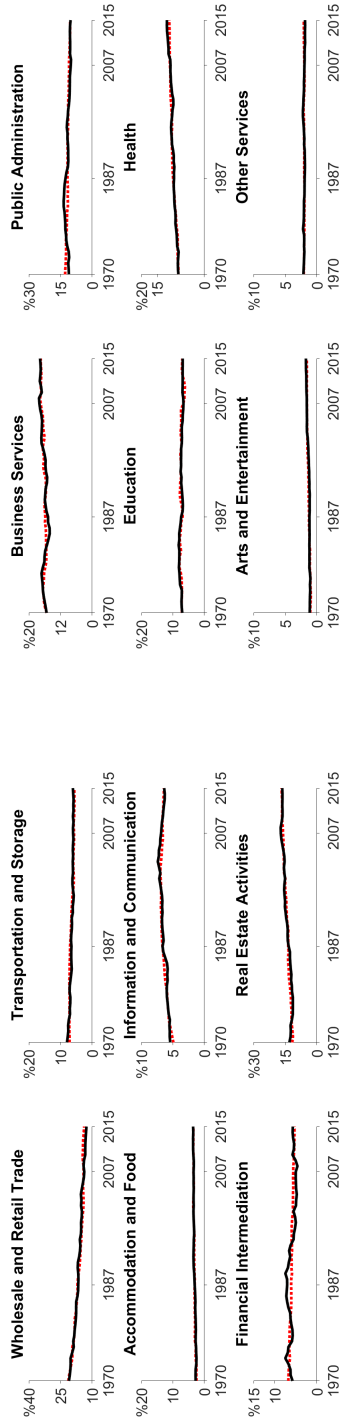 Wholesale and Retail Trade
%40
25
10
1970 1987 2007 2015
Transportation and Storage
%20
10
0
1970 1987 2007 2015
Business Services
%20
12
0
1970 1987 2007 2015
Public Administration
%30
15
0
1970 1987 2007 2015
Accommodation and Food
%20
10
0
1970 1987 2007 2015
Information and Communication
%10
5
0
1970 1987 2007 2015
Education
%20
10
0
1970 1987 2007 2015
Health
%20
15
0
1970 1987 2007 2015
Financial Intermediation
%15
10
0
1970 1987 2007 2015
Real Estate Activities
%30
15
0
1970 1987 2007 2015
Arts and Entertainment
%10
5
0
1970 1987 2007 2015
Other Services
%10
5
0
1970 1987 2007 2015